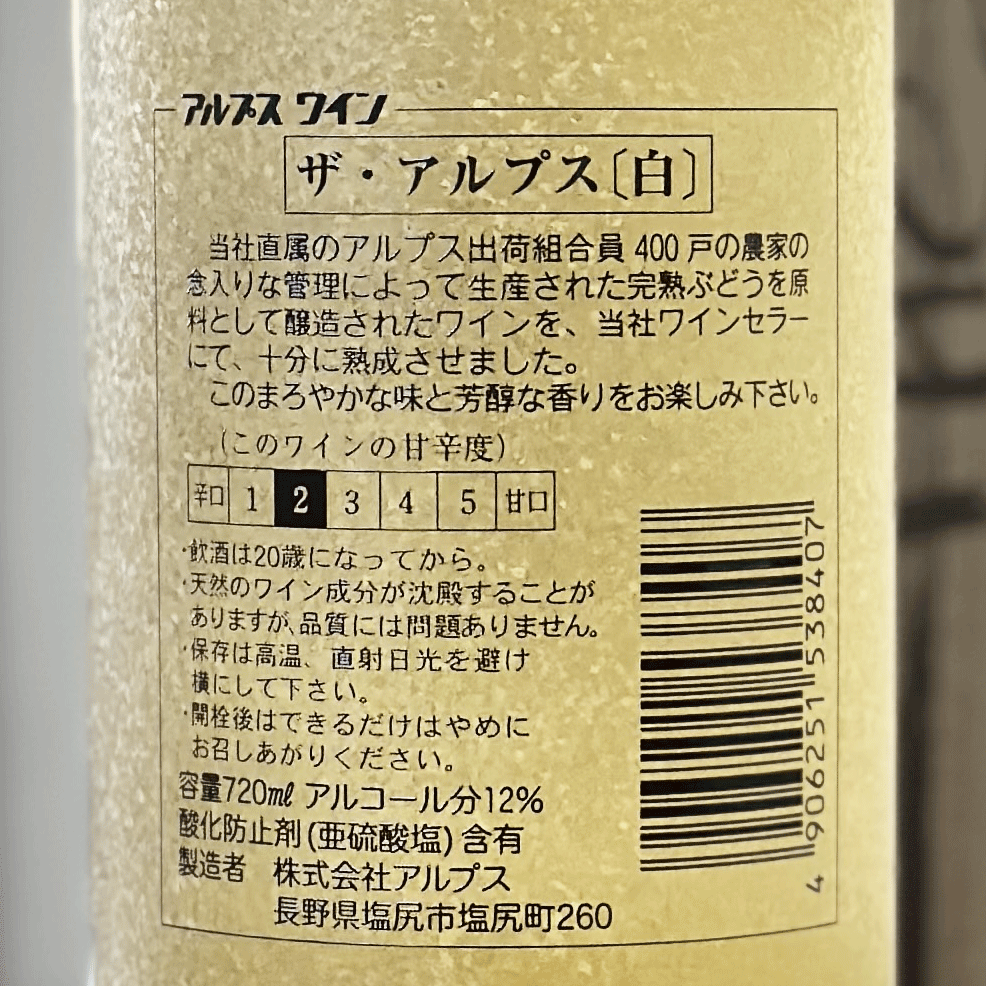 アルプス ワイン
ザ・アルプス〔白〕
当社直属のアルプス出荷組合員400戸の農家の
念入りな管理によって生産された完熟ぶどうを原
料として醸造されたワインを、当社ワインセラー
にて、十分に熟成させました。
このまろやかな味と芳醇な香りをお楽しみ下さい。
(このワインの甘辛度)
辛口 1 2 3 4 5 甘口
・飲酒は20歳になってから。
・天然のワイン成分が沈殿することが
ありますが、品質には問題ありません。
・保存は高温、直射日光を避け
横にして下さい。
・開栓後はできるだけはやめに
お召しあがりください。
容量720ml アルコール分12%
酸化防止剤(亜硫酸塩)含有
製造者 株式会社アルプス
長野県塩尻市塩尻町260
4 906251 538407